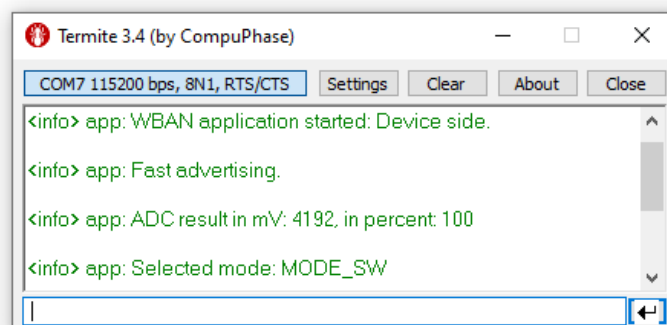 Termite 3.4 (by CompuPhase)
COM7 115200 bps, 8N1, RTS/CTS Settings Clear About Close
<info> app: WBAN application started: Device side.
<info> app: Fast advertising.
<info> app: ADC result in mV: 4192, in percent: 100
<info> app: Selected mode: MODE_SW